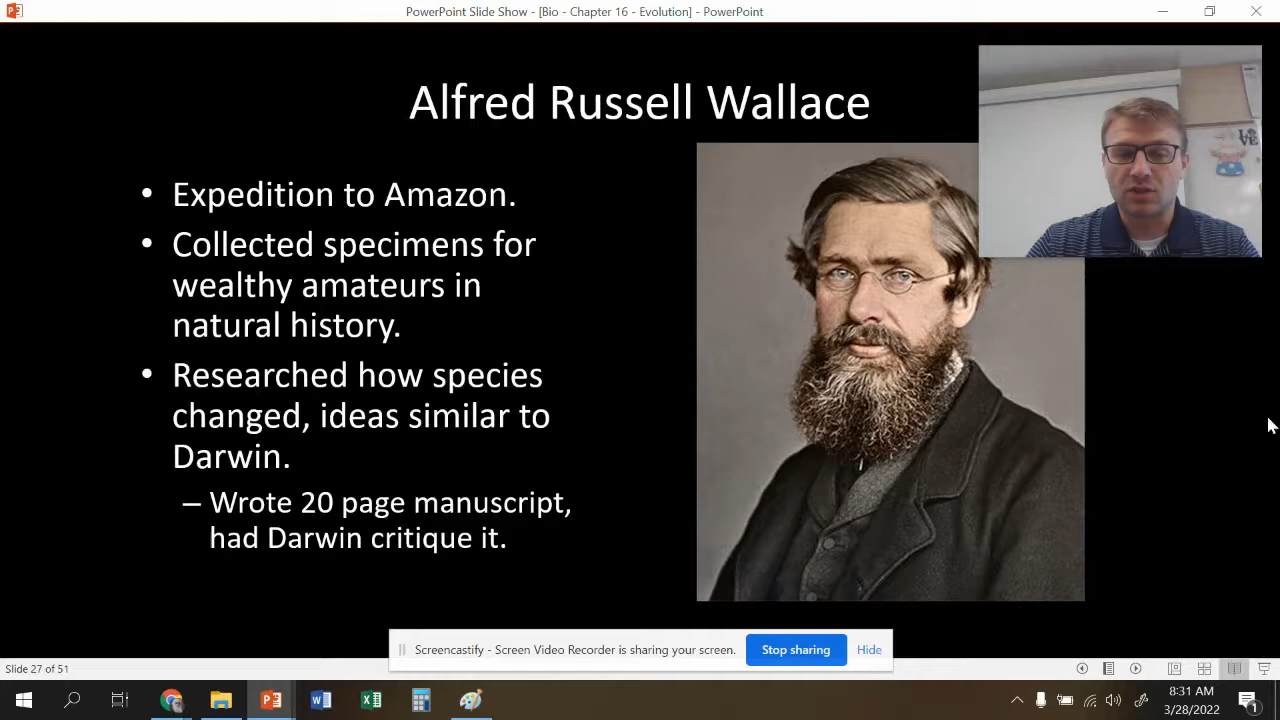 PowerPoint Slide Show - [Bio - Chapter 16 - Evolution] - PowerPoint
Alfred Russell Wallace
LOVE
• Expedition to Amazon.
• Collected specimens for
wealthy amateurs in
natural history.
• Researched how species
changed, ideas similar to
Darwin.
– Wrote 20 page manuscript,
had Darwin critique it.
Screencastify - Screen Video Recorder is sharing your screen.
Stop sharing
Hide
Slide 27 of 51
8:31 AM
3/28/2022
1